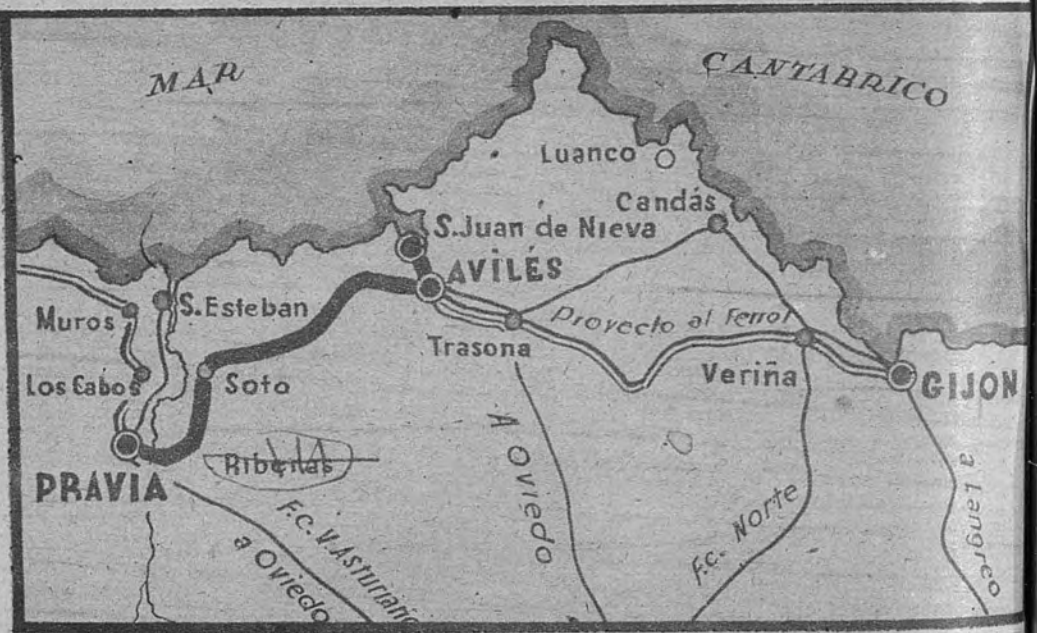 MAR
CANTABRICO
Luanco
Candás
S. Juan de Nieva
AVILÉS
S. Esteban
Muros
Proyecto al Ferrol
Trasona
Veriña
GIJON
Los Cabos
Soto
PRAVIA
Riberas
F.C. V. Asturiano
a Oviedo
A OVIEDO
F.C. Norte
a Langreo